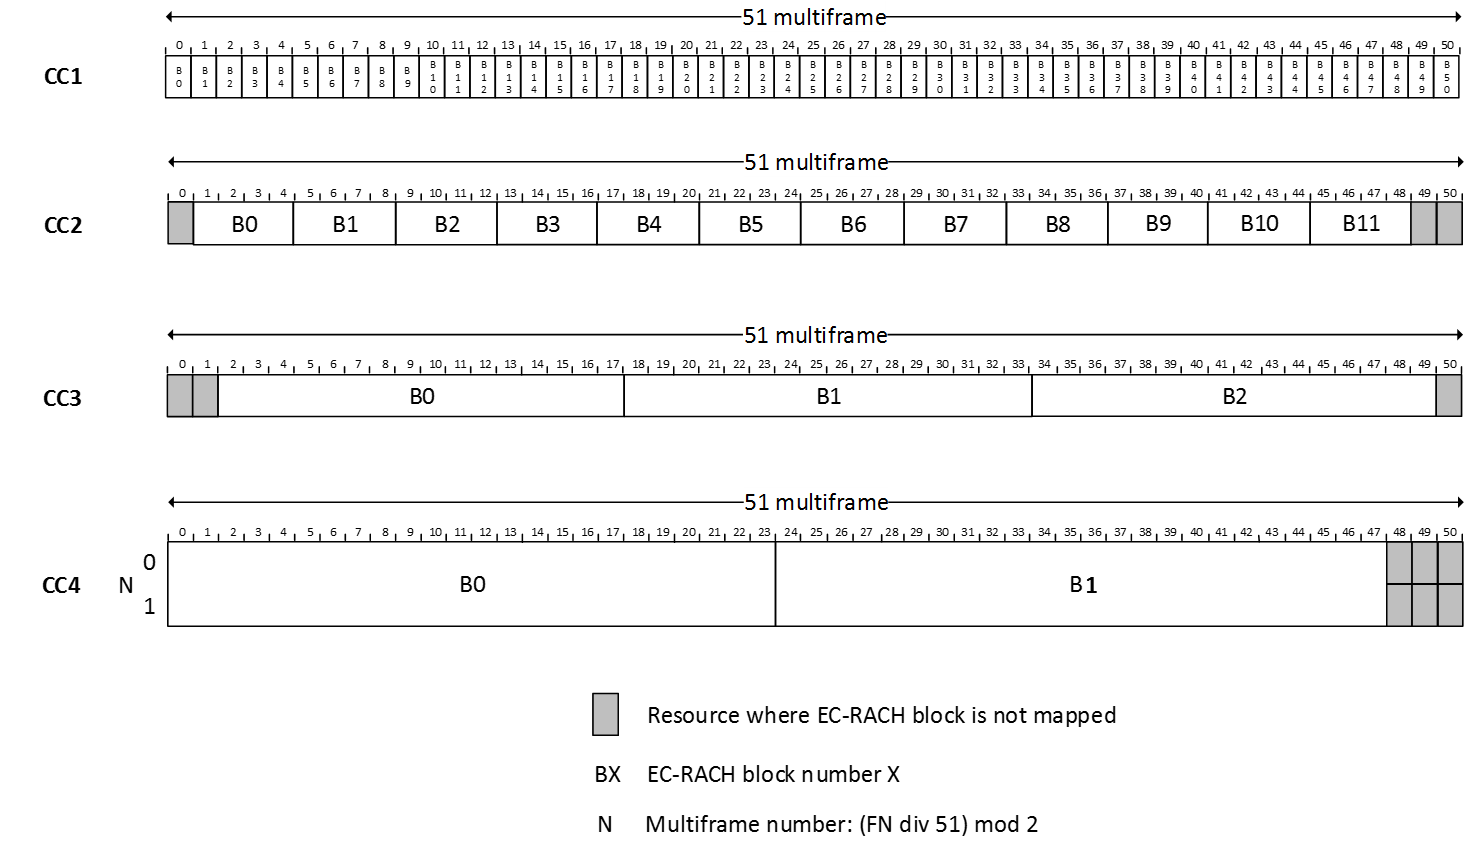 51 multiframe
0 1 2 3 4 5 6 7 8 9 10 11 12 13 14 15 16 17 18 19 20 21 22 23 24 25 26 27 28 29 30 31 32 33 34 35 36 37 38 39 40 41 42 43 44 45 46 47 48 49 50
CC1 B0 B1 B2 B3 B4 B5 B6 B7 B8 B9 B10 B11 B12 B13 B14 B15 B16 B17 B18 B19 B20 B21 B22 B23 B24 B25 B26 B27 B28 B29 B30 B31 B32 B33 B34 B35 B36 B37 B38 B39 B40 B41 B42 B43 B44 B45 B46 B47 B48 B49 B50
51 multiframe
0 1 2 3 4 5 6 7 8 9 10 11 12 13 14 15 16 17 18 19 20 21 22 23 24 25 26 27 28 29 30 31 32 33 34 35 36 37 38 39 40 41 42 43 44 45 46 47 48 49 50
CC2 B0 B1 B2 B3 B4 B5 B6 B7 B8 B9 B10 B11
51 multiframe
0 1 2 3 4 5 6 7 8 9 10 11 12 13 14 15 16 17 18 19 20 21 22 23 24 25 26 27 28 29 30 31 32 33 34 35 36 37 38 39 40 41 42 43 44 45 46 47 48 49 50
CC3 B0 B1 B2
51 multiframe
0 1 2 3 4 5 6 7 8 9 10 11 12 13 14 15 16 17 18 19 20 21 22 23 24 25 26 27 28 29 30 31 32 33 34 35 36 37 38 39 40 41 42 43 44 45 46 47 48 49 50
0
CC4 N B0 B1
1
Resource where EC-RACH block is not mapped
BX EC-RACH block number X
N Multiframe number: (FN div 51) mod 2